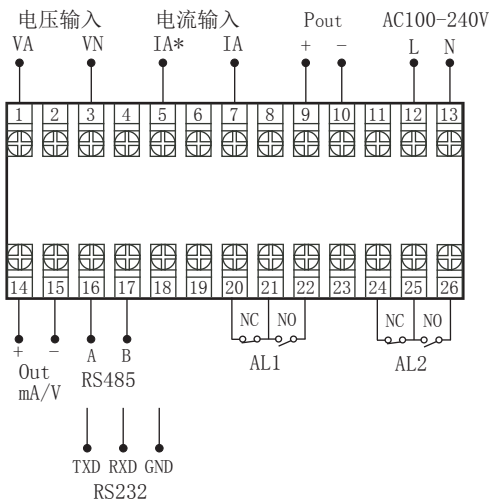 电压输入 电流输入 Pout AC100-240V
VA VN IA* IA + − L N
1 2 3 4 5 6 7 8 9 10 11 12 13
14 15 16 17 18 19 20 21 22 23 24 25 26
NC NO NC NO
+ − A B AL1 AL2
Out RS485
mA/V
TXD RXD GND
RS232